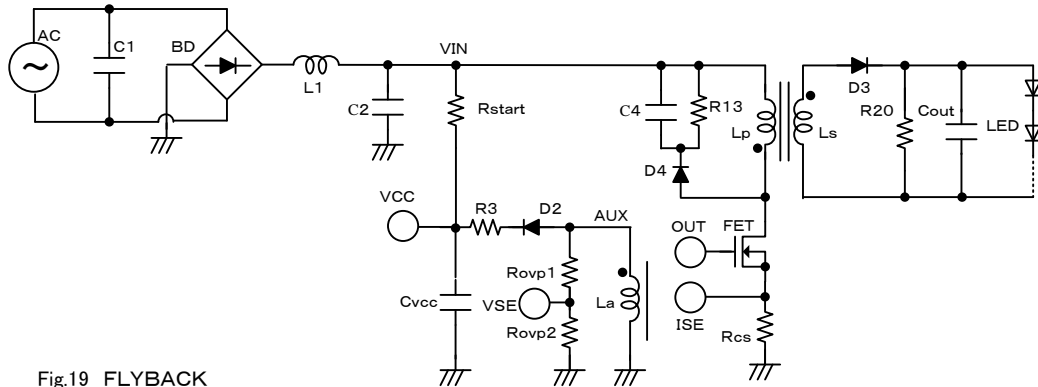 AC
C1
BD
L1
VIN
C2
Rstart
C4
R13
Lp
Ls
D3
R20
Cout
LED
D4
VCC
R3
D2
AUX
OUT
FET
Rovp1
Cvcc
VSE
La
ISE
Rovp2
Rcs
Fig.19 FLYBACK